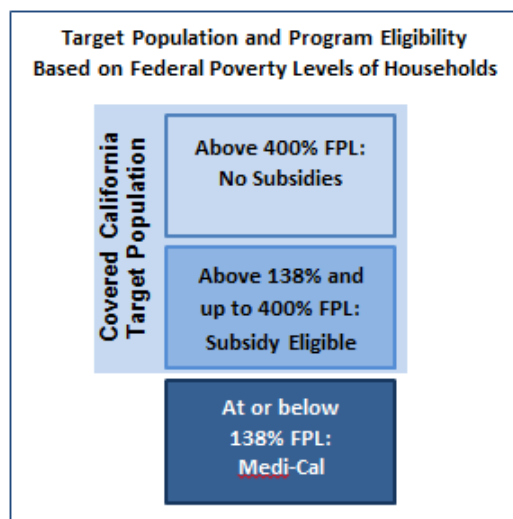 Target Population and Program Eligibility
Based on Federal Poverty Levels of Households
Covered California
Target Population
Above 400% FPL:
No Subsidies
Above 138% and
up to 400% FPL:
Subsidy Eligible
At or below
138% FPL:
Medi-Cal